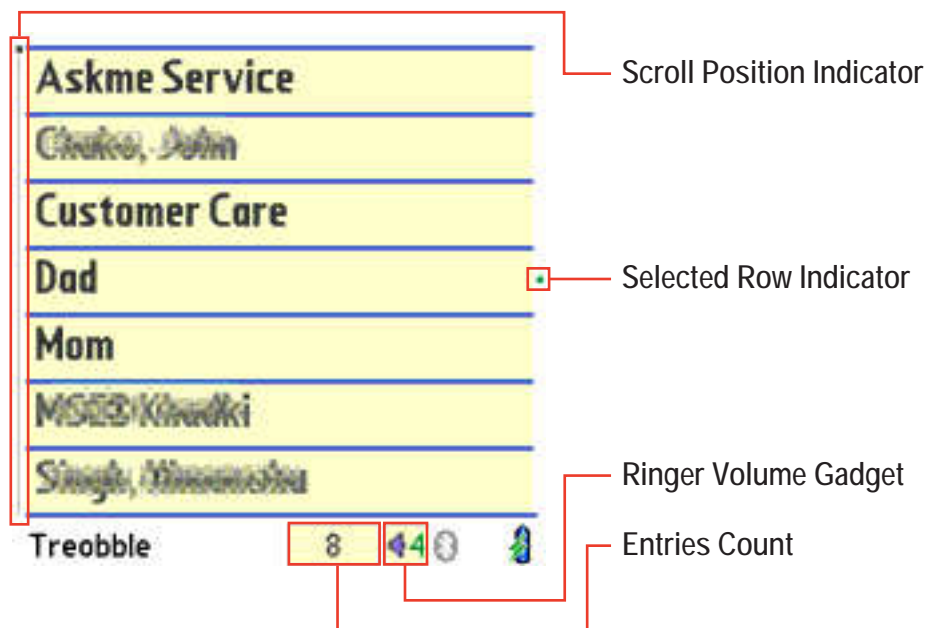 Scroll Position Indicator
Askme Service
Customer Care
Dad
Selected Row Indicator
Mom
Ringer Volume Gadget
Treobble
8
4
Entries Count